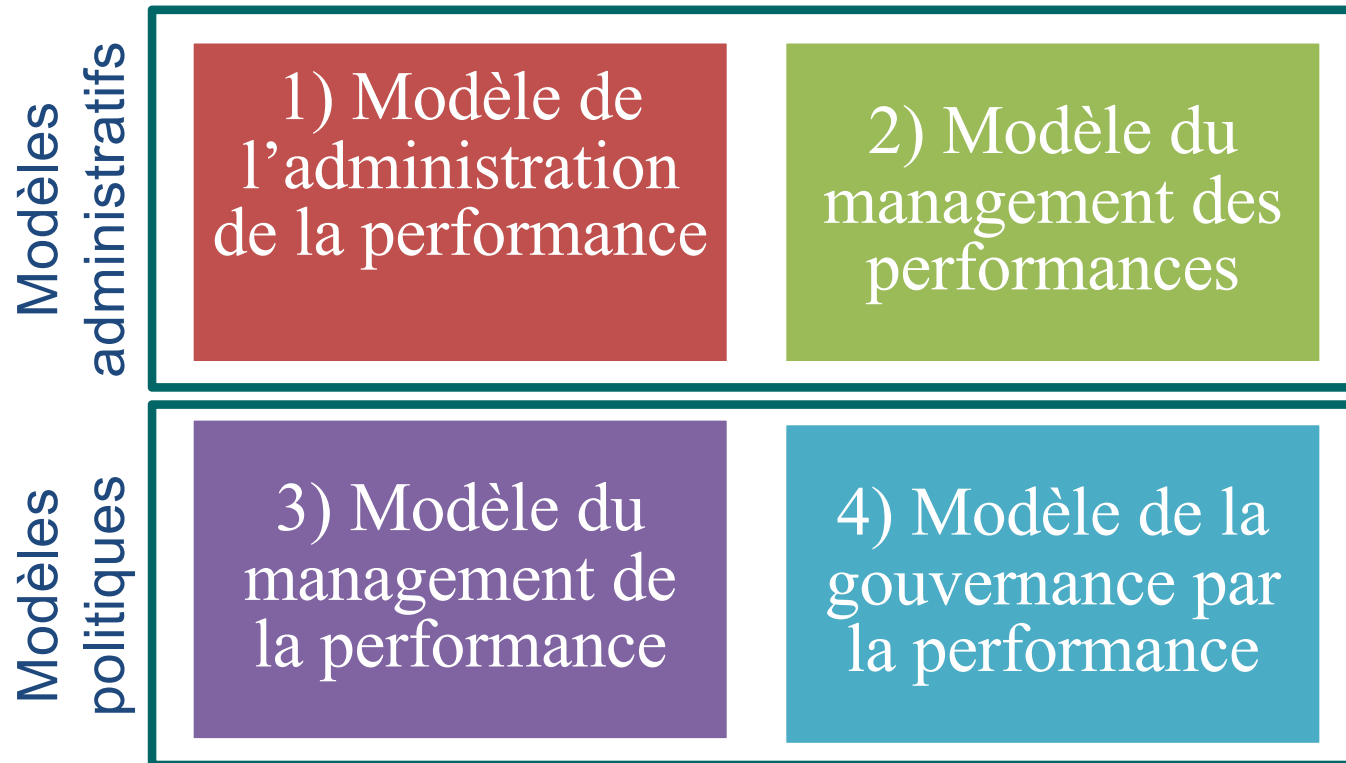 Modèles
administratifs
1) Modèle de
l’administration
de la performance
2) Modèle du
management des
performances
Modèles
politiques
3) Modèle du
management de
la performance
4) Modèle de la
gouvernance par
la performance